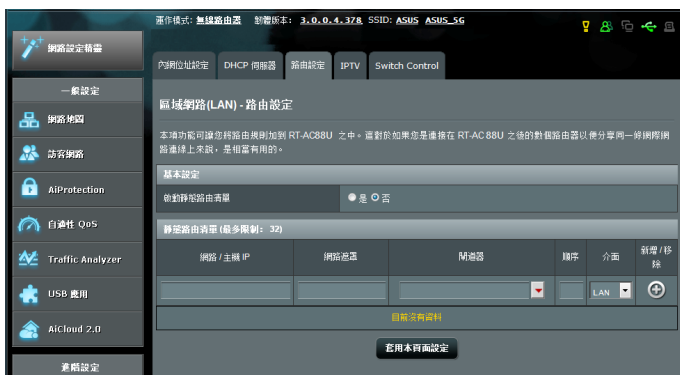 運作模式: 無線路由器 韌體版本: 3.0.0.4.378 SSID: ASUS ASUS_5G
網路設定精靈
內網位址設定 DHCP 伺服器 路由設定 IPTV Switch Control
一般設定
網路地圖
訪客網路
AiProtection
自適性 QoS
Traffic Analyzer
USB 應用
AiCloud 2.0
進階設定
區域網路(LAN) - 路由設定
本項功能可讓您將路由規則加到 RT-AC88U 之中。這對於如果您是連接在 RT-AC88U 之後的數個路由器以便分享同一條網際網
路連線上來說，是相當有用的。
基本設定
啟動靜態路由清單 是 否
靜態路由清單 (最多限制: 32)
網路 / 主機 IP 網路遮罩 閘道器 順序 介面 新增 / 移
除
LAN
目前沒有資料
套用本頁面設定